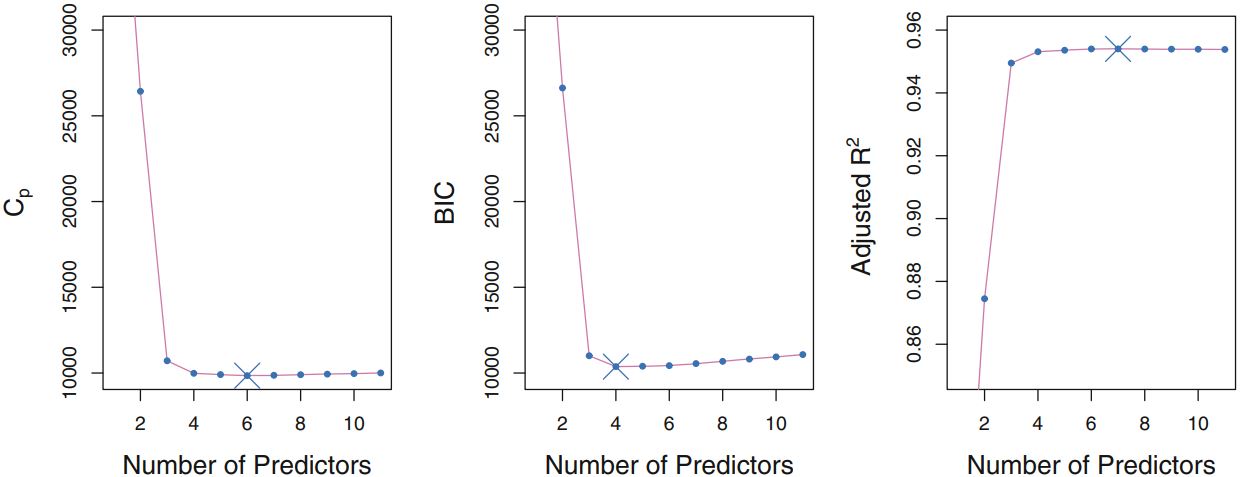 Cp
30000
25000
20000
15000
10000
2 4 6 8 10
Number of Predictors
BIC
30000
25000
20000
15000
10000
2 4 6 8 10
Number of Predictors
Adjusted R²
0.96
0.94
0.92
0.90
0.88
0.86
2 4 6 8 10
Number of Predictors